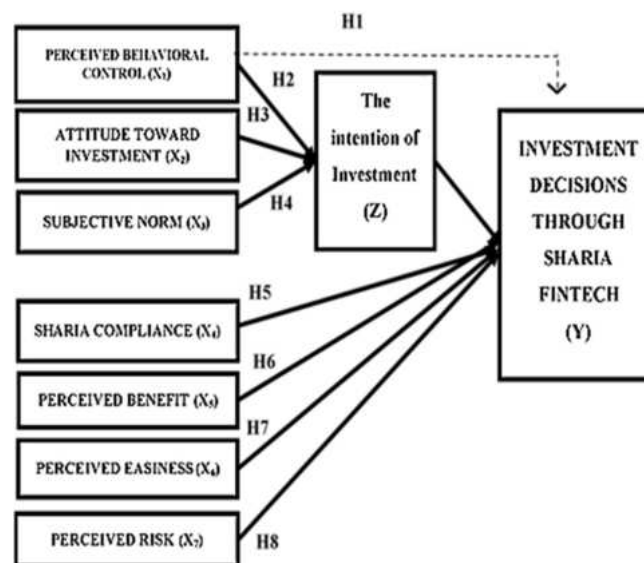 H1
PERCEIVED BEHAVIORAL
CONTROL (X₁)
H2
H3
ATTITUDE TOWARD
INVESTMENT (X₂)
H4
SUBJECTIVE NORM (X₃)
The
intention of
Investment
(Z)
INVESTMENT
DECISIONS
THROUGH
SHARIA
FINTECH
(Y)
H5
SHARIA COMPLIANCE (X₄)
H6
PERCEIVED BENEFIT (X₅)
H7
PERCEIVED EASINESS (X₆)
H8
PERCEIVED RISK (X₇)